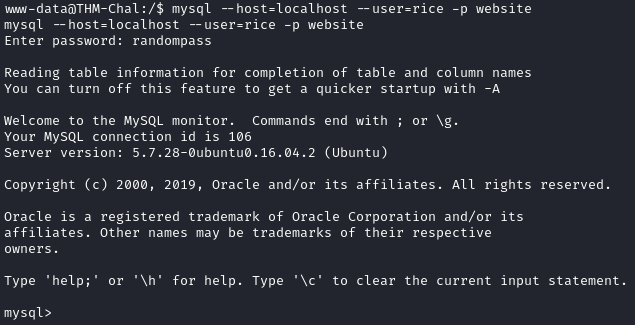 www-data@THM-Chal:/$ mysql --host=localhost --user=rice -p website
mysql --host=localhost --user=rice -p website
Enter password: randompass
Reading table information for completion of table and column names
You can turn off this feature to get a quicker startup with -A
Welcome to the MySQL monitor.  Commands end with ; or \g.
Your MySQL connection id is 106
Server version: 5.7.28-0ubuntu0.16.04.2 (Ubuntu)
Copyright (c) 2000, 2019, Oracle and/or its affiliates. All rights reserved.
Oracle is a registered trademark of Oracle Corporation and/or its
affiliates. Other names may be trademarks of their respective
owners.
Type 'help;' or '\h' for help. Type '\c' to clear the current input statement.
mysql>